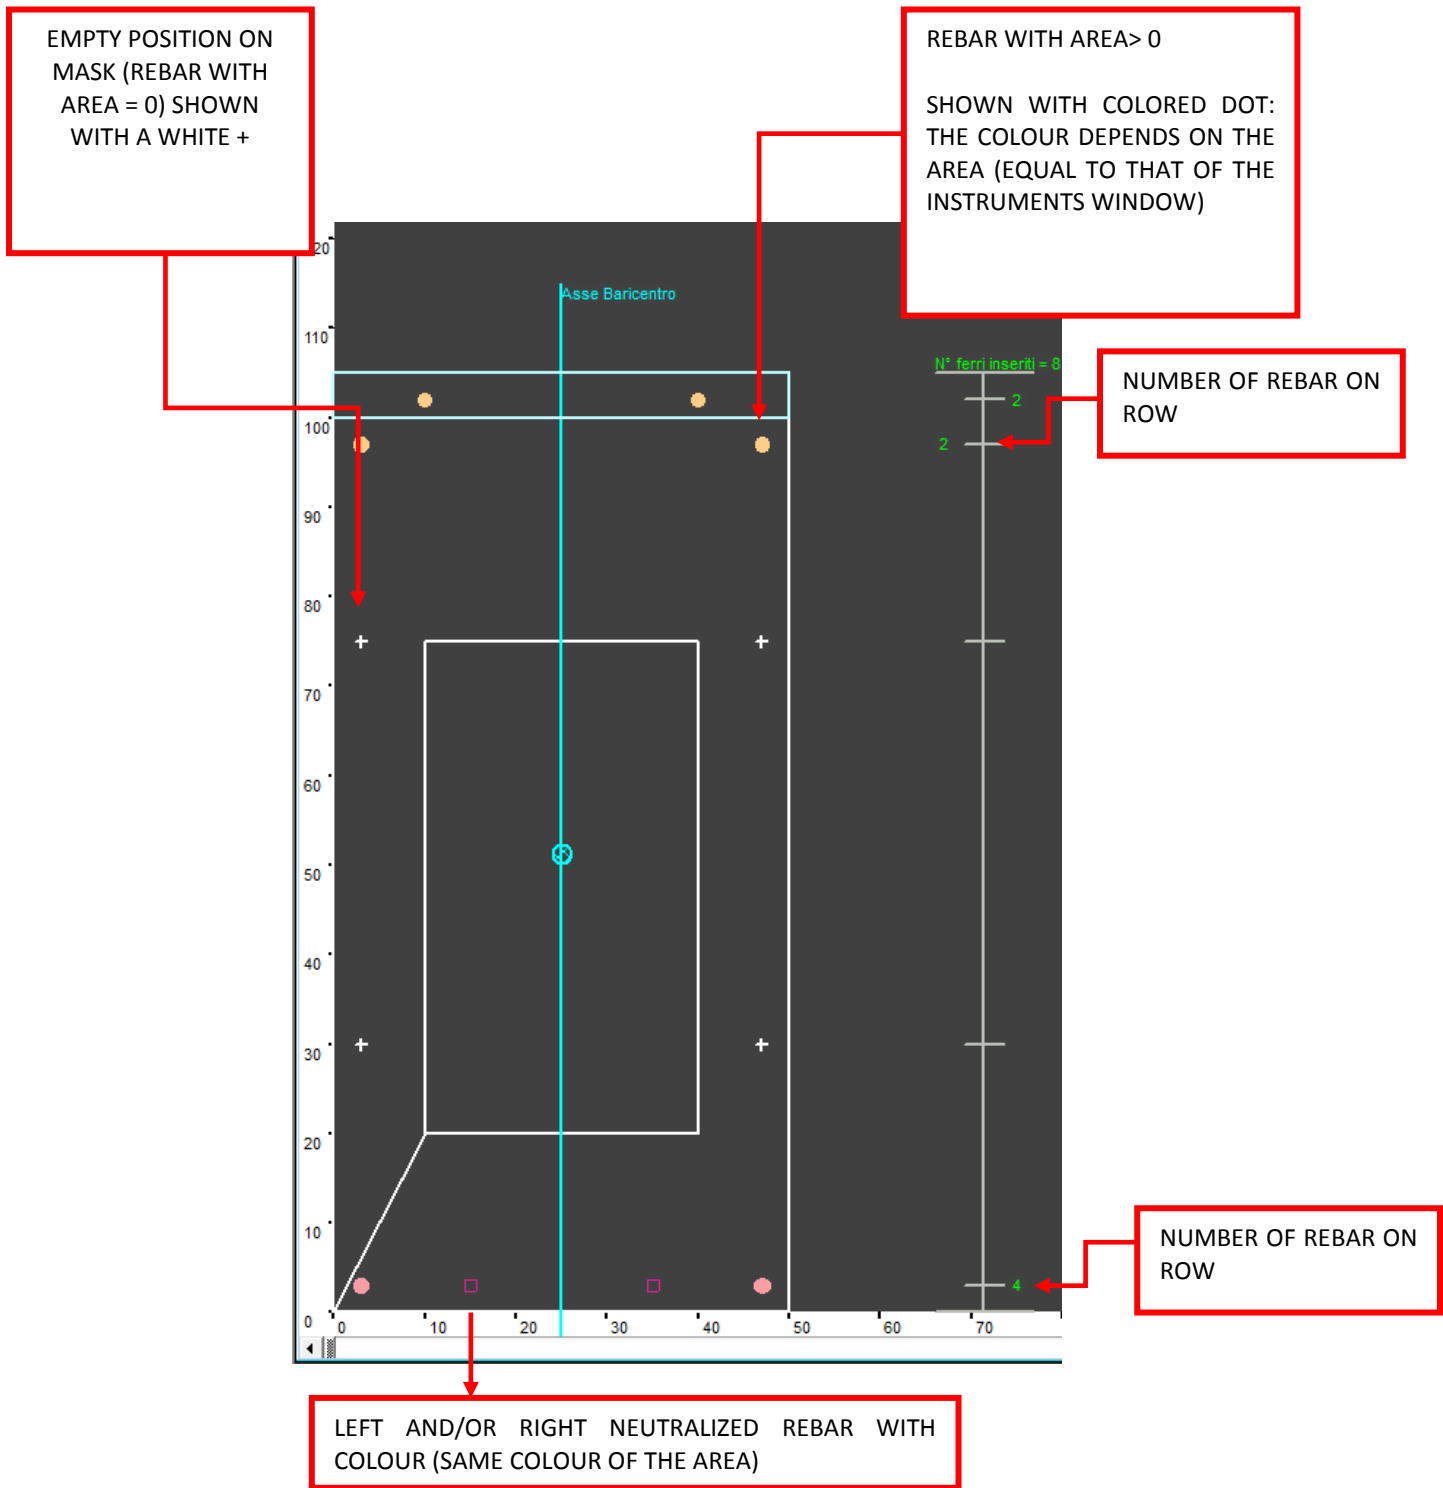 EMPTY POSITION ON
MASK (REBAR WITH
AREA = 0) SHOWN
WITH A WHITE +
REBAR WITH AREA> 0
SHOWN WITH COLORED DOT:
THE COLOUR DEPENDS ON THE
AREA (EQUAL TO THAT OF THE
INSTRUMENTS WINDOW)
20
Asse Baricentro
110
N° ferri inseriti = 8
NUMBER OF REBAR ON
ROW
2
100
2
90
80
70
60
50
40
30
20
10
NUMBER OF REBAR ON
ROW
4
0
0 10 20 30 40 50 60 70
LEFT AND/OR RIGHT NEUTRALIZED REBAR WITH
COLOUR (SAME COLOUR OF THE AREA)